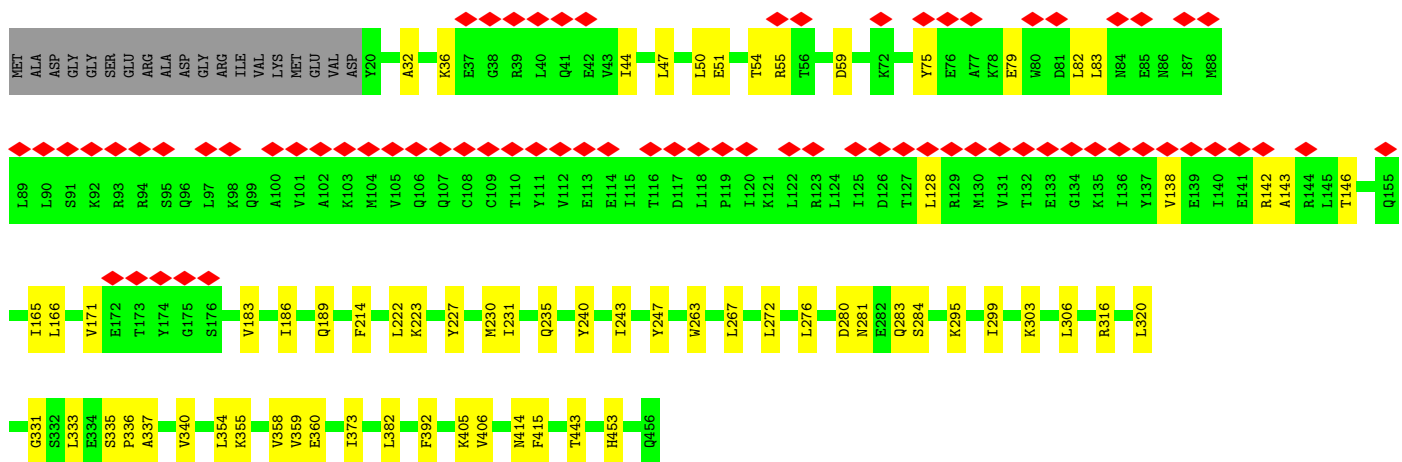 MET ALA ASP GLY GLY SER GLU ARG ALA ASP GLY ARG ILE VAL LYS MET GLU VAL ASP Y20 A32 K36 E37 G38 R39 L40 Q41 E42 V43 I44 L47 L50 E51 T54 R55 T56 D59 K72 Y75 E76 A77 K78 E79 W80 D81 L82 L83 N84 E85 N86 I87 M88
L89 L90 S91 K92 R93 R94 S95 Q96 L97 K98 Q99 A100 V101 A102 K103 M104 V105 Q106 Q107 C108 C109 T110 Y111 V112 E113 E114 I115 T116 D117 L118 P119 I120 K121 L122 R123 L124 I125 D126 T127 L128 R129 M130 V131 T132 E133 G134 K135 I136 Y137 V138 E139 I140 E141 R142 A143 R144 L145 T146 Q155
I165 L166 V171 E172 T173 Y174 G175 S176 V183 I186 Q189 F214 L222 K223 Y227 M230 I231 Q235 Y240 I243 Y247 W263 L267 L272 L276 D280 N281 E282 Q283 S284 K295 I299 K303 L306 R316 L320
G331 S332 L333 E334 S335 P336 A337 V340 L354 K355 V358 V359 E360 I373 L382 F392 K405 V406 N414 F415 T443 H453 Q456